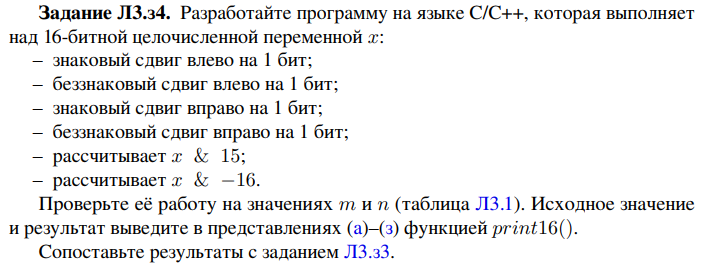 Задание Л3.з4. Разработайте программу на языке C/C++, которая выполняет
над 16-битной целочисленной переменной x:
– знаковый сдвиг влево на 1 бит;
– беззнаковый сдвиг влево на 1 бит;
– знаковый сдвиг вправо на 1 бит;
– беззнаковый сдвиг вправо на 1 бит;
– рассчитывает x & 15;
– рассчитывает x & −16.
Проверьте её работу на значениях m и n (таблица Л3.1). Исходное значение
и результат выведите в представлениях (а)–(з) функцией print16().
Сопоставьте результаты с заданием Л3.з3.